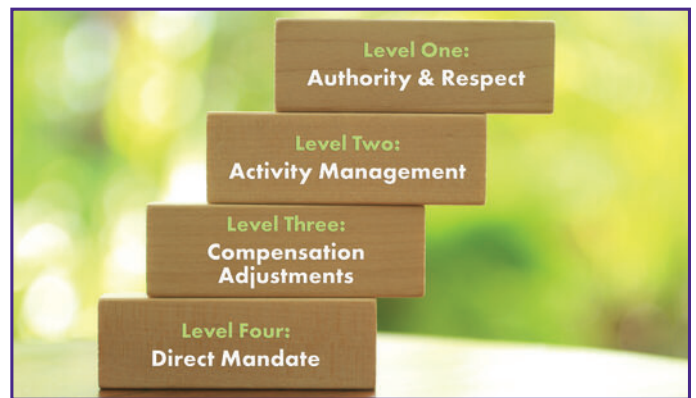 Level One:
Authority & Respect
Level Two:
Activity Management
Level Three:
Compensation
Adjustments
Level Four:
Direct Mandate